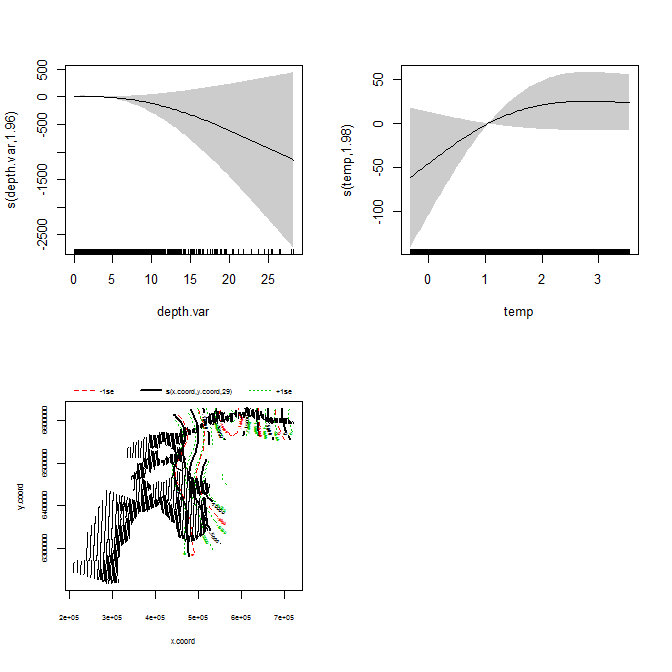 500
0
-500
-1500
-2500
s(depth.var,1.96)
0 5 10 15 20 25
depth.var
50
0
-50
-100
s(temp,1.98)
0 1 2 3
temp
-1se s(x.coord,y.coord,29) +1se
y.coord
2e+05 3e+05 4e+05 5e+05 6e+05 7e+05
x.coord